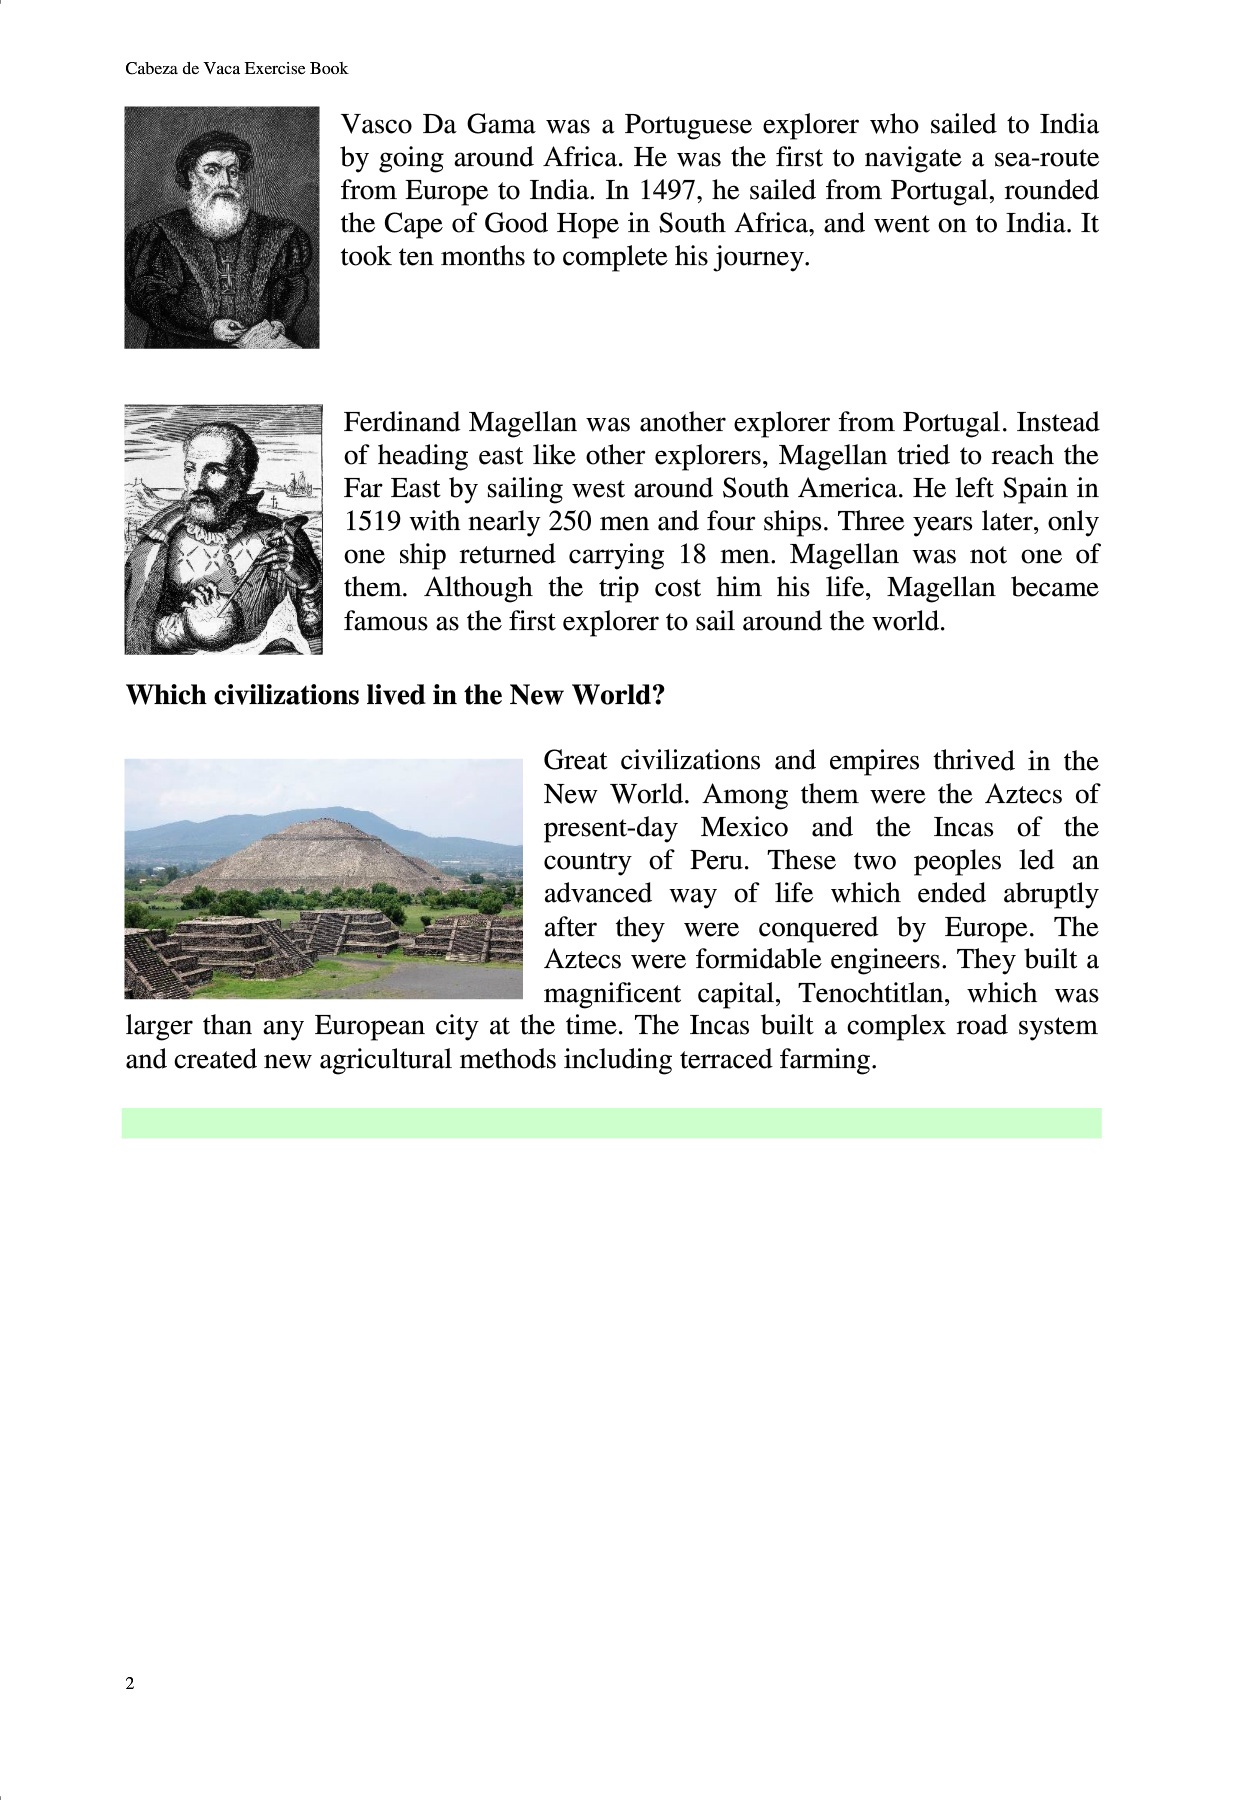 Cabeza de Vaca Exercise Book
Vasco Da Gama was a Portuguese explorer who sailed to India
by going around Africa. He was the first to navigate a sea-route
from Europe to India. In 1497, he sailed from Portugal, rounded
the Cape of Good Hope in South Africa, and went on to India. It
took ten months to complete his journey.
Ferdinand Magellan was another explorer from Portugal. Instead
of heading east like other explorers, Magellan tried to reach the
Far East by sailing west around South America. He left Spain in
1519 with nearly 250 men and four ships. Three years later, only
one ship returned carrying 18 men. Magellan was not one of
them. Although the trip cost him his life, Magellan became
famous as the first explorer to sail around the world.
Which civilizations lived in the New World?
Great civilizations and empires thrived in the
New World. Among them were the Aztecs of
present-day Mexico and the Incas of the
country of Peru. These two peoples led an
advanced way of life which ended abruptly
after they were conquered by Europe. The
Aztecs were formidable engineers. They built a
magnificent capital, Tenochtitlan, which was
larger than any European city at the time. The Incas built a complex road system
and created new agricultural methods including terraced farming.
2